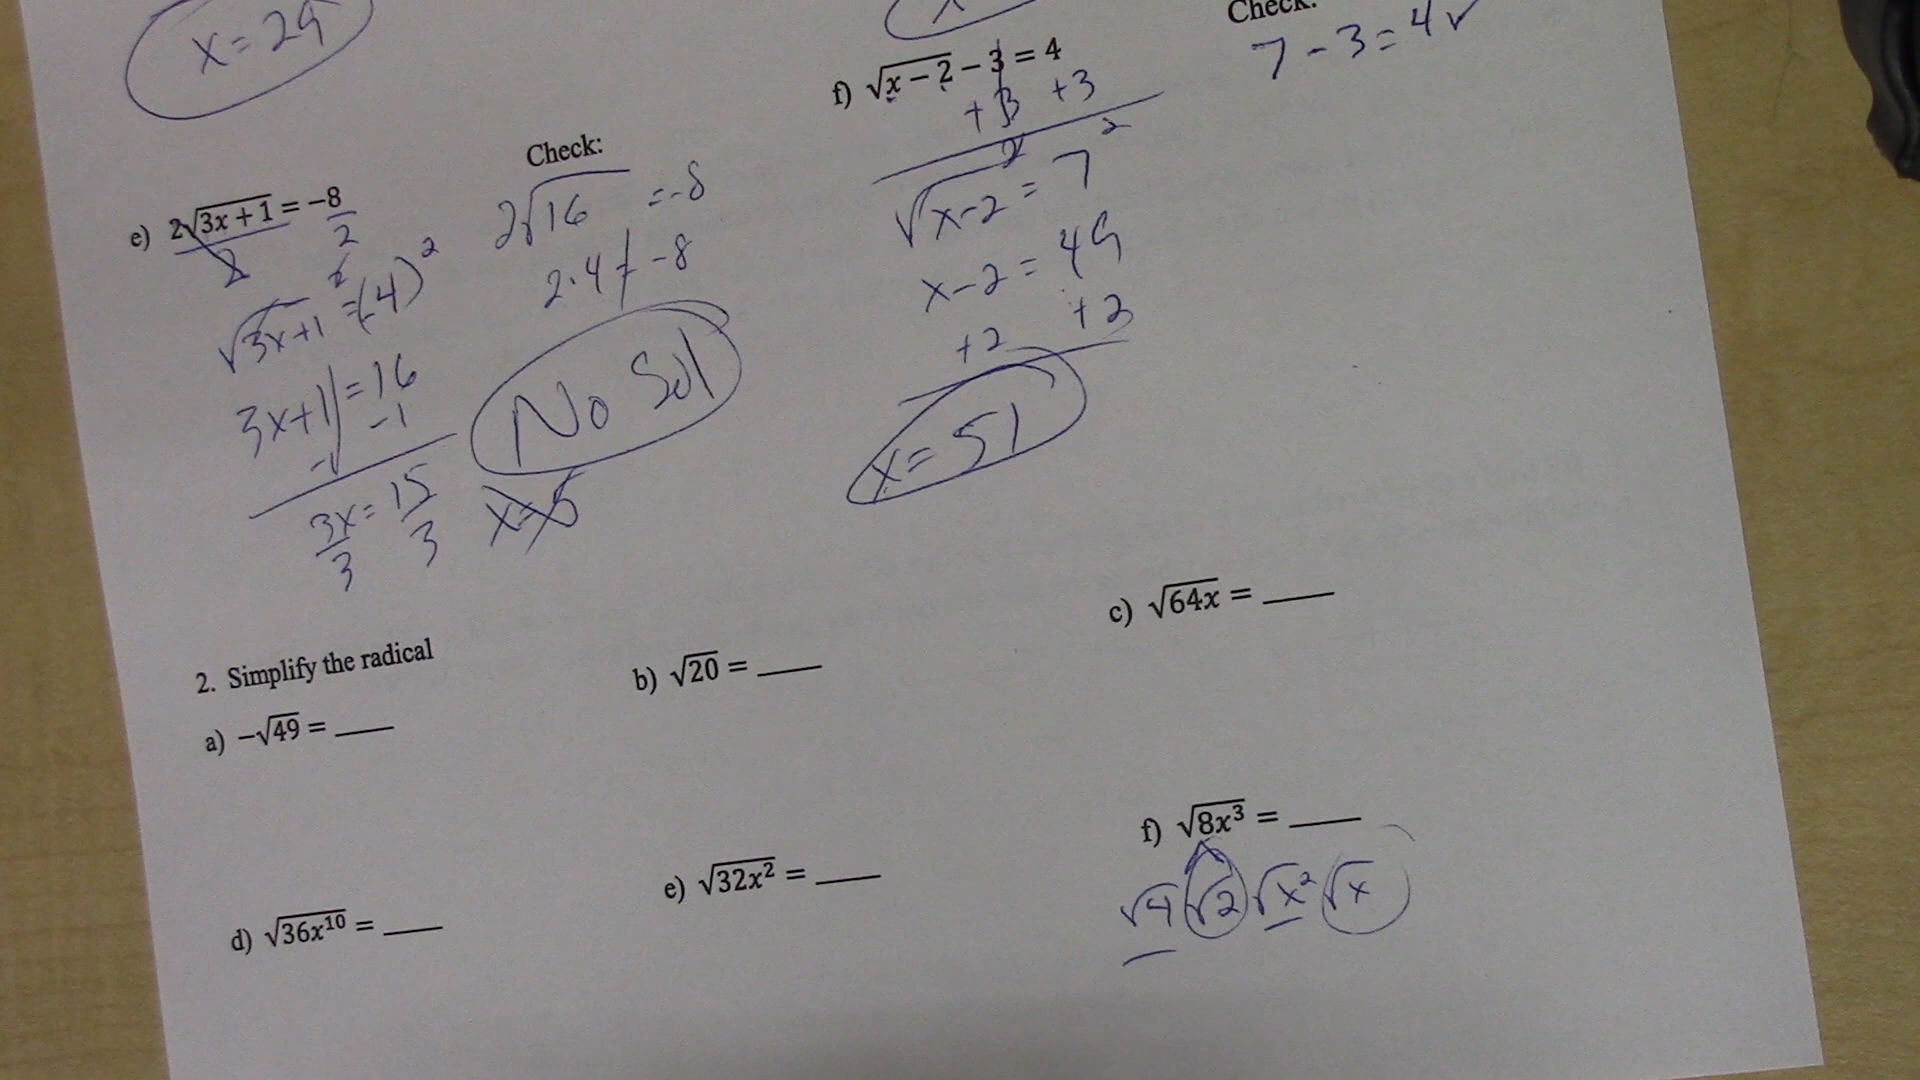 x = 29
Check:
7 - 3 = 4 ✓
f) √(x − 2) − 3 = 4
+3 +3
√(x-2)² = 7²
x-2 = 49
+2 +2
x = 51
e) 2√(3x + 1) = −8
2 2
√(3x+1)² = (-4)²
3x+1 = 16
-1 -1
3x = 15
3 3
x=5
Check:
2√16 = -8
2·4 ≠ -8
No Sol
2. Simplify the radical
a) −√49 = ____
b) √20 = ____
c) √64x = ____
d) √36x¹⁰ = ____
e) √32x² = ____
f) √8x³ = ____
√4 √2 √x² √x